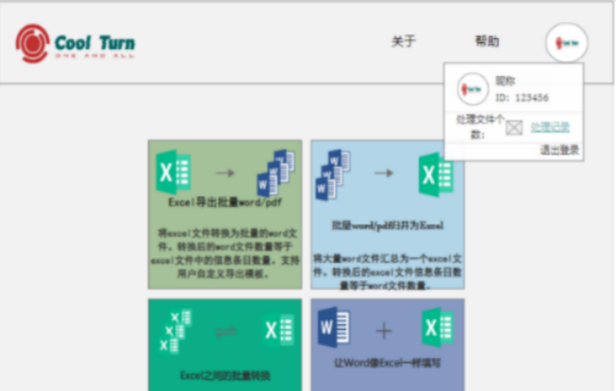 Cool Turn
ONE AND ALL
关于
帮助
昵称
ID: 123456
处理文件个
数:
处理记录
退出登录
Excel导出批量word/pdf
将excel文件转换为批量的word文
件。转换后的word文件数量等于
excel文件中的信息条目数量。支持
用户自定义导出模板。
批量word/pdf归并为Excel
将大量word文件汇总为一个excel文
件。转换后的excel文件信息条目数
量等于word文件数量。
Excel之间的批量转换
让Word像Excel一样填写